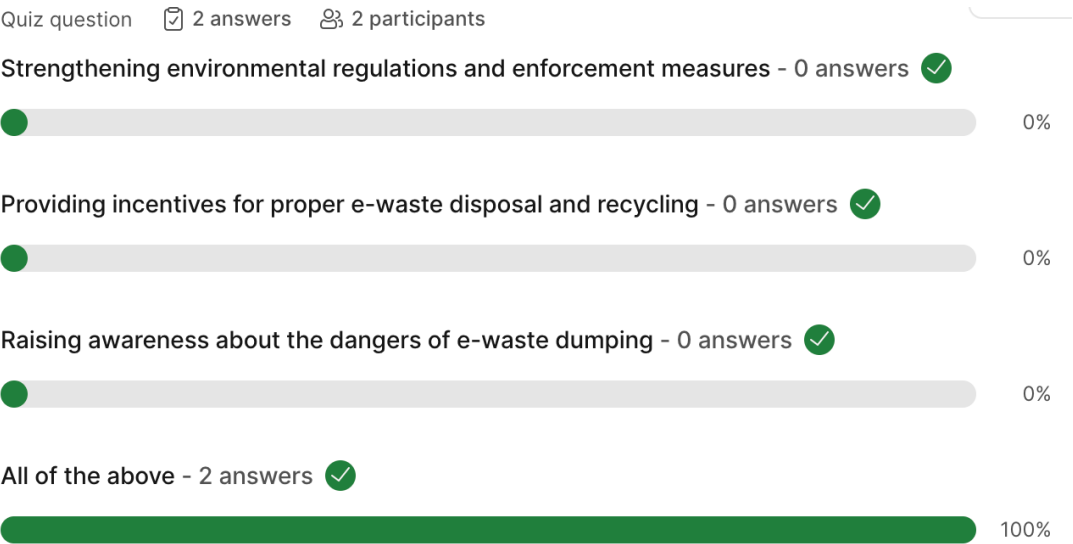 Quiz question 2 answers 2 participants
Strengthening environmental regulations and enforcement measures - 0 answers
0%
Providing incentives for proper e-waste disposal and recycling - 0 answers
0%
Raising awareness about the dangers of e-waste dumping - 0 answers
0%
All of the above - 2 answers
100%